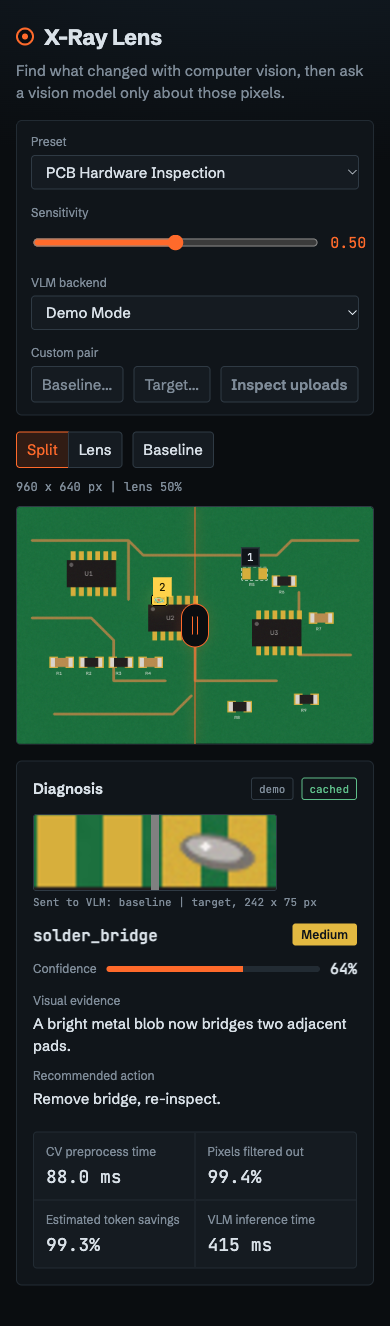 X-Ray Lens
Find what changed with computer vision, then ask
a vision model only about those pixels.
Preset
PCB Hardware Inspection
Sensitivity
0.50
VLM backend
Demo Mode
Custom pair
Baseline... Target... Inspect uploads
Split Lens Baseline
960 x 640 px | lens 50%
1
2
U1
U2
U3
R1 R2 R3 R4
Diagnosis demo cached
Sent to VLM: baseline | target, 242 x 75 px
solder_bridge Medium
Confidence 64%
Visual evidence
A bright metal blob now bridges two adjacent
pads.
Recommended action
Remove bridge, re-inspect.
CV preprocess time Pixels filtered out
88.0 ms 99.4%
Estimated token savings VLM inference time
99.3% 415 ms